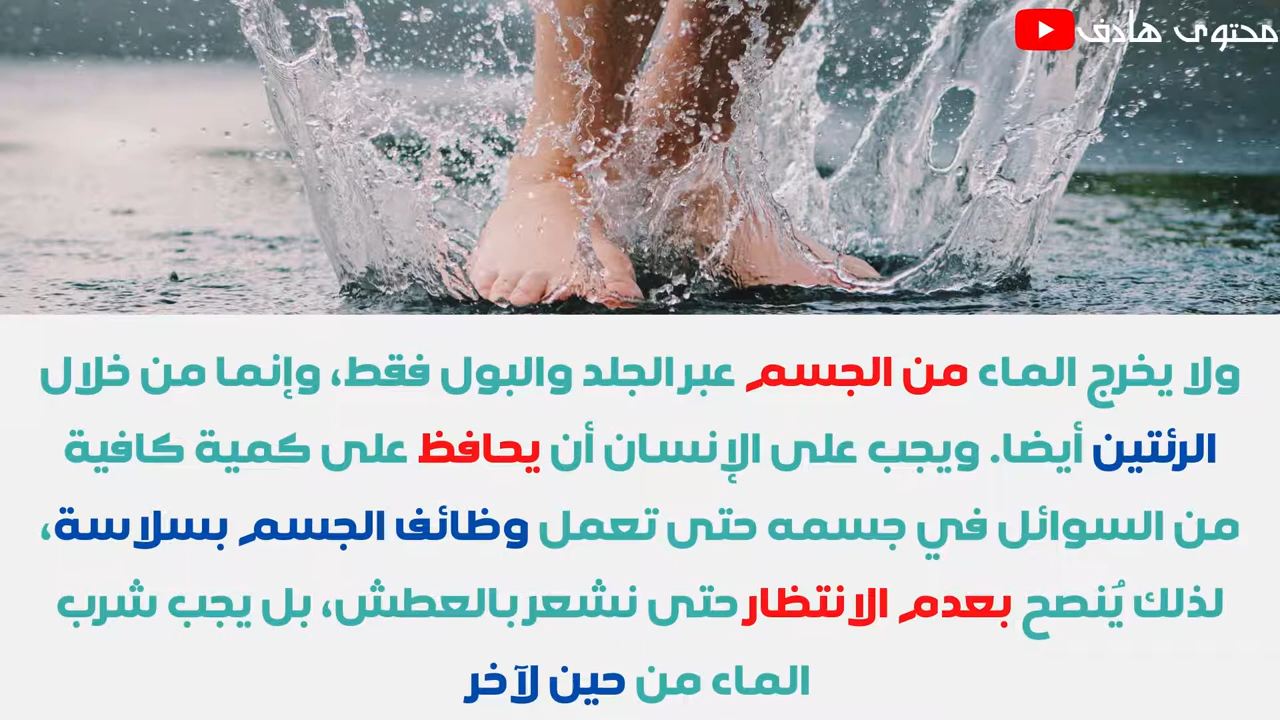 محتوى هادف
ولا يخرج الماء من الجسم عبر الجلد والبول فقط، وإنما من خلال
الرئتين أيضا. ويجب على الإنسان أن يحافظ على كمية كافية
من السوائل في جسمه حتى تعمل وظائف الجسم بسلاسة،
لذلك يُنصح بعدم الانتظار حتى نشعر بالعطش، بل يجب شرب
الماء من حين لآخر